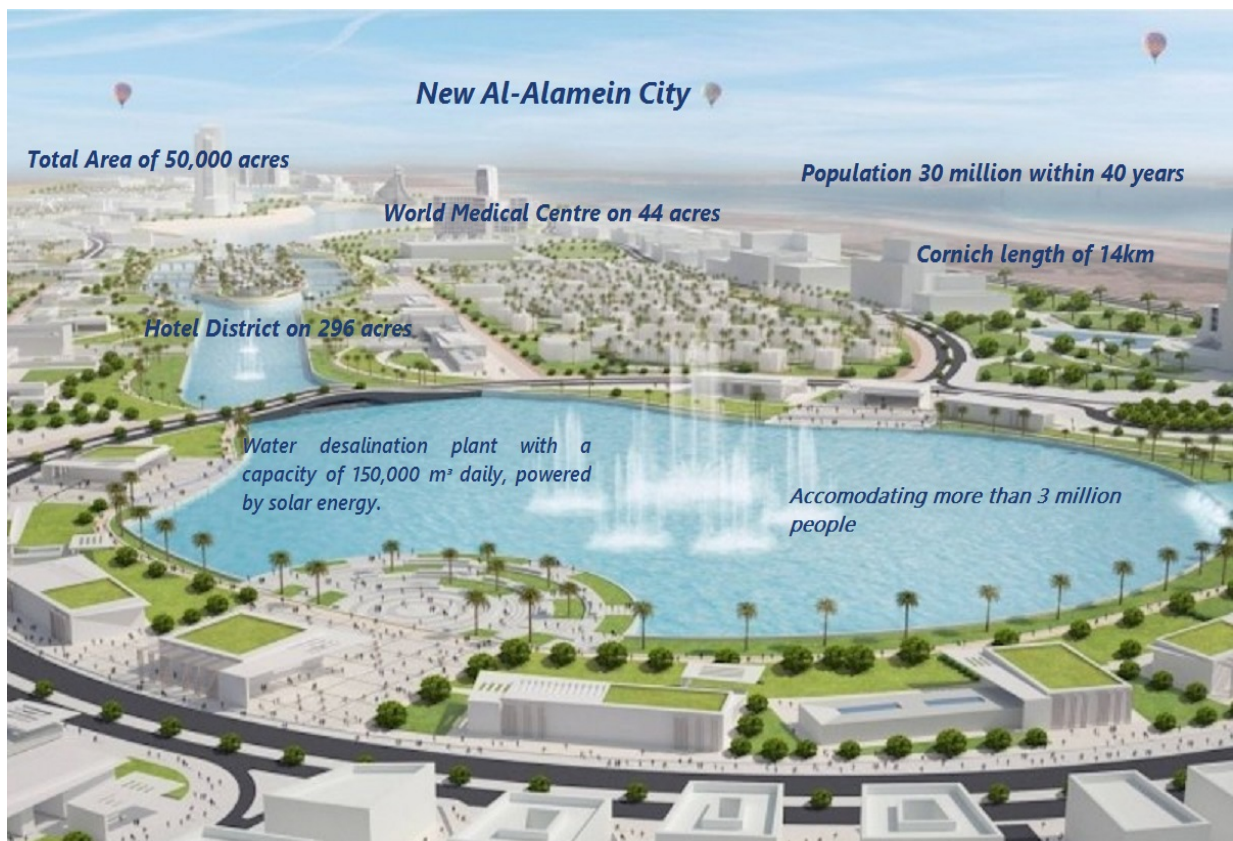 New Al-Alamein City
Total Area of 50,000 acres
Population 30 million within 40 years
World Medical Centre on 44 acres
Cornich length of 14km
Hotel District on 296 acres
Water desalination plant with a
capacity of 150,000 m³ daily, powered
by solar energy.
Accomodating more than 3 million
people